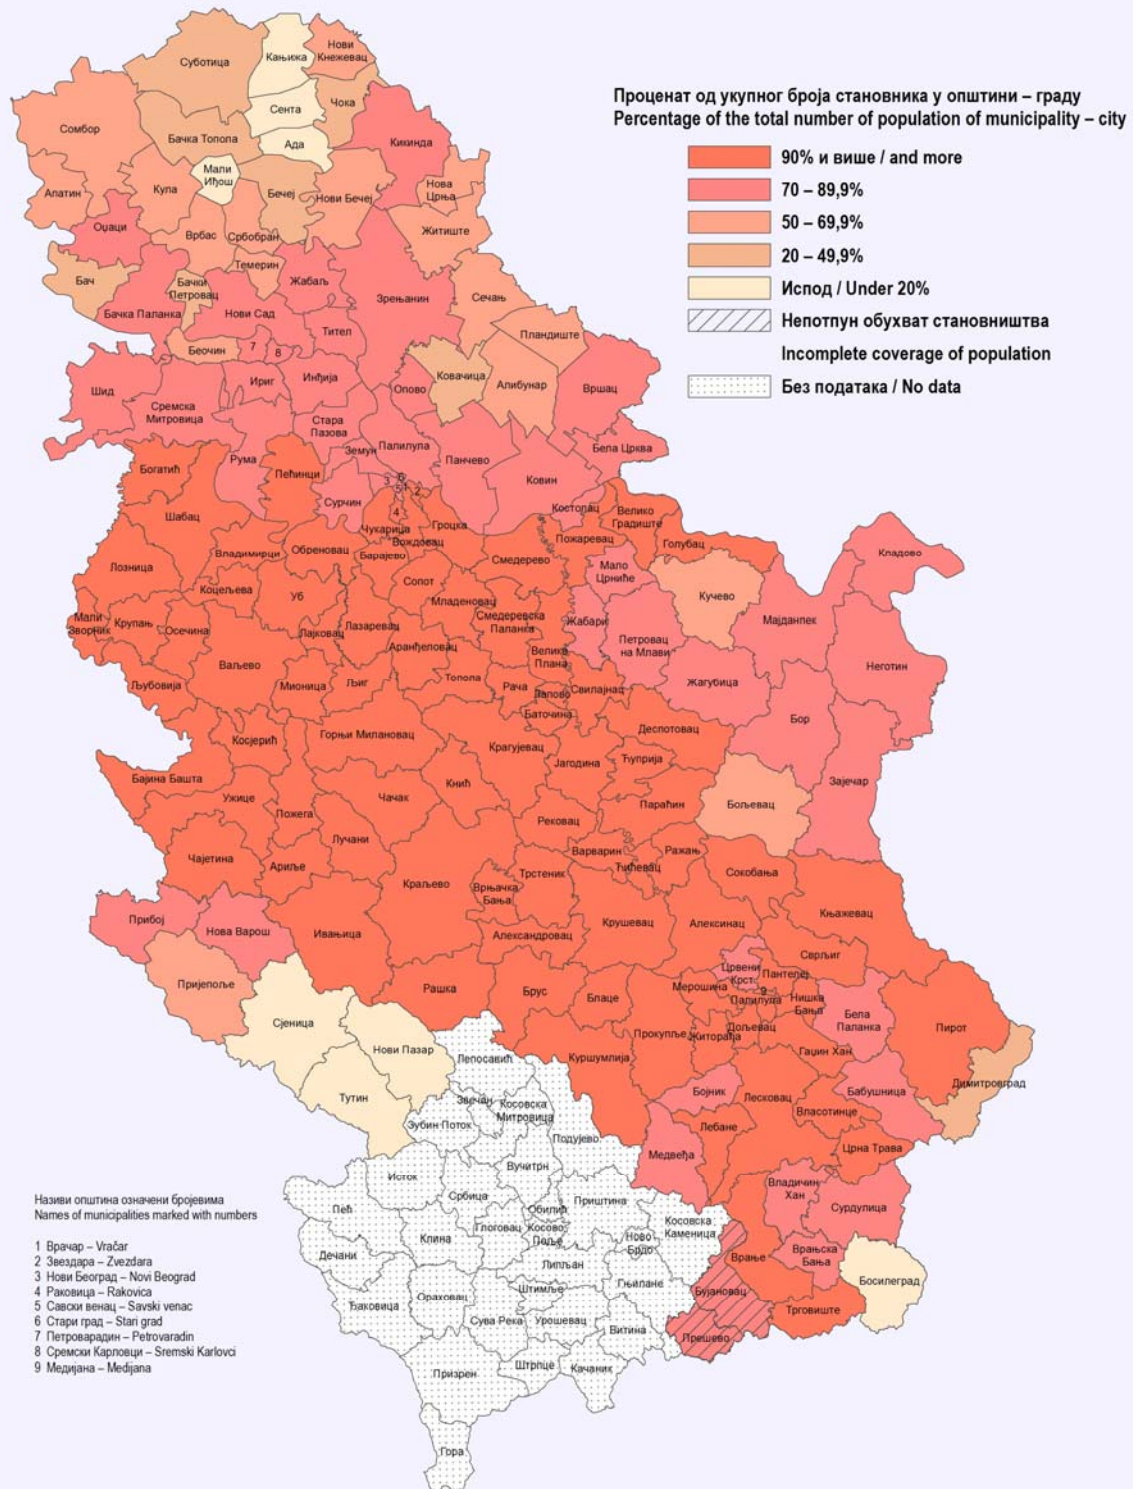 Проценат од укупног броја становника у општини – граду
Percentage of the total number of population of municipality – city
90% и више / and more
70 – 89,9%
50 – 69,9%
20 – 49,9%
Испод / Under 20%
Непотпун обухват становништва
Incomplete coverage of population
Без података / No data
Суботица
Кањижа
Нови
Кнежевац
Сента
Чока
Сомбор
Бачка Топола
Ада
Кикинда
Мали
Иђош
Апатин
Кула
Бечеј
Нови Бечеј
Нова
Црња
Оџаци
Врбас
Србобран
Житиште
Темерин
Бач
Бачки
Петровац
Жабаљ
Зрењанин
Сечањ
Бачка Паланка
Нови Сад
Тител
Пландиште
Беочин
7
8
Ковачица
Алибунар
Вршац
Шид
Ириг
Инђија
Опово
Сремска
Митровица
Стара
Пазова
Палилула
Земун
Панчево
Бела Црква
Богатић
Рума
Пећинци
Сурчин
3
6
5
1
2
4
Ковин
Костолац
Шабац
Чукарица
Гроцка
Вождовац
Велико
Градиште
Пожаревац
Голубац
Владимирци
Обреновац
Барајево
Смедерево
Кладово
Лозница
Коцељева
Уб
Сопот
Мало
Црниће
Кучево
Младеновац
Мали
Зворник
Крупањ
Осечина
Лајковац
Лазаревац
Смедеревска
Паланка
Жабари
Мајданпек
Аранђеловац
Петровац
на Млави
Неготин
Ваљево
Велика
Плана
Љубовија
Мионица
Љиг
Топола
Рача
Лапово
Свилајнац
Жагубица
Баточина
Бор
Косјерић
Горњи Милановац
Крагујевац
Деспотовац
Бајина Башта
Јагодина
Ћуприја
Зајечар
Ужице
Чачак
Кнић
Пожега
Параћин
Бољевац
Лучани
Рековац
Чајетина
Ариље
Варварин
Ражањ
Ћићевац
Сокобања
Краљево
Врњачка
Бања
Трстеник
Прибој
Нова Варош
Ивањица
Крушевац
Алексинац
Књажевац
Александровац
Сврљиг
Пријепоље
Црвени
Крст
Пантелеј
9
Рашка
Брус
Блаце
Мерошина
Палилула
Нишка
Бања
Бела
Паланка
Пирот
Сјеница
Прокупље
Житорађа
Дољевац
Нови Пазар
Лепосавић
Куршумлија
Гаџин Хан
Димитровград
Тутин
Звечан
Косовска
Митровица
Бојник
Лесковац
Бабушница
Зубин Поток
Лебане
Власотинце
Подујево
Медвеђа
Црна Трава
Исток
Вучитрн
Србица
Приштина
Владичин
Хан
Сурдулица
Пећ
Обилић
Косовска
Каменица
Клина
Глоговац
Косово
Поље
Ново
Брдо
Дечани
Липљан
Врање
Врањска
Бања
Босилеград
Гњилане
Штимље
Бујановац
Ђаковица
Ораховац
Сува Река
Урошевац
Трговиште
Витина
Прешево
Призрен
Штрпце
Качаник
Гора
Називи општина означени бројевима
Names of municipalities marked with numbers
1 Врачар – Vračar
2 Звездара – Zvezdara
3 Нови Београд – Novi Beograd
4 Раковица – Rakovica
5 Савски венац – Savski venac
6 Стари град – Stari grad
7 Петроварадин – Petrovaradin
8 Сремски Карловци – Sremski Karlovci
9 Медијана – Medijana